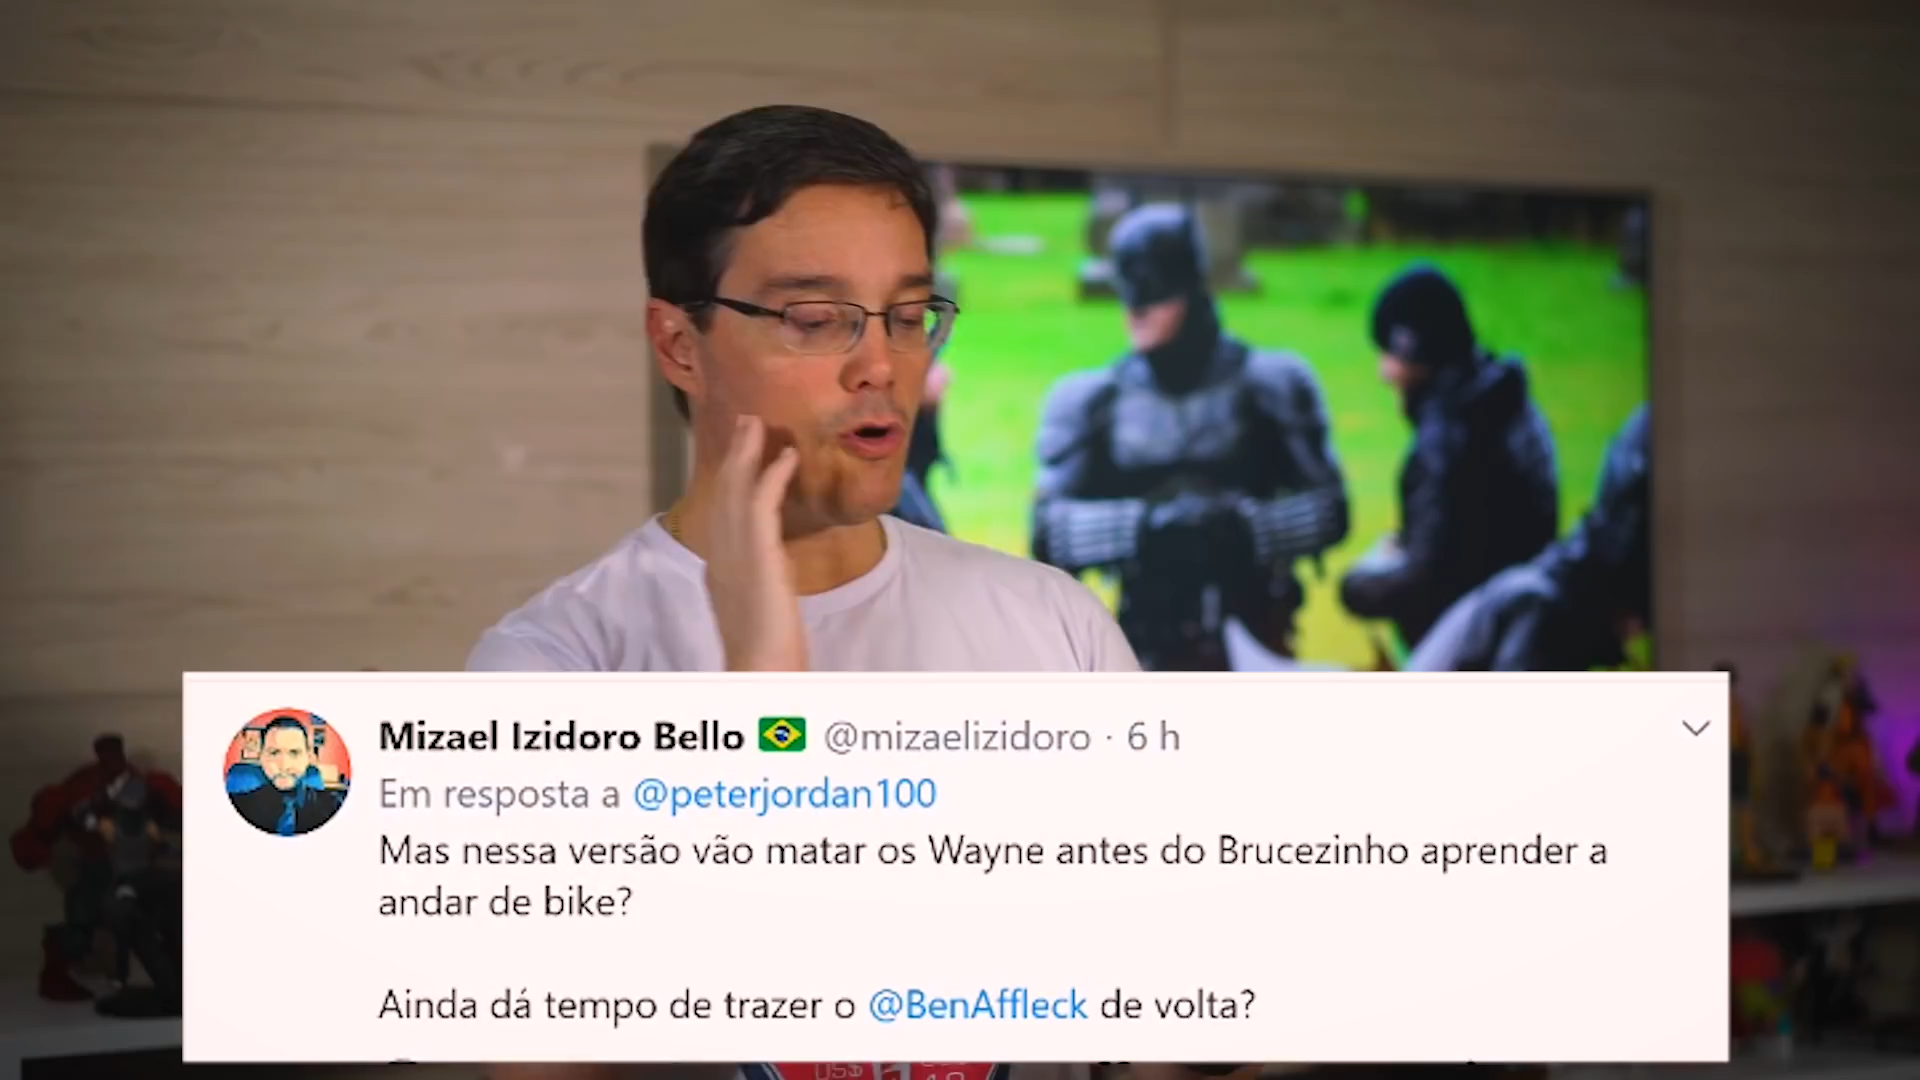 Mizael Izidoro Bello @mizaelizidoro · 6 h
Em resposta a @peterjordan100
Mas nessa versão vão matar os Wayne antes do Brucezinho aprender a
andar de bike?
Ainda dá tempo de trazer o @BenAffleck de volta?
US$